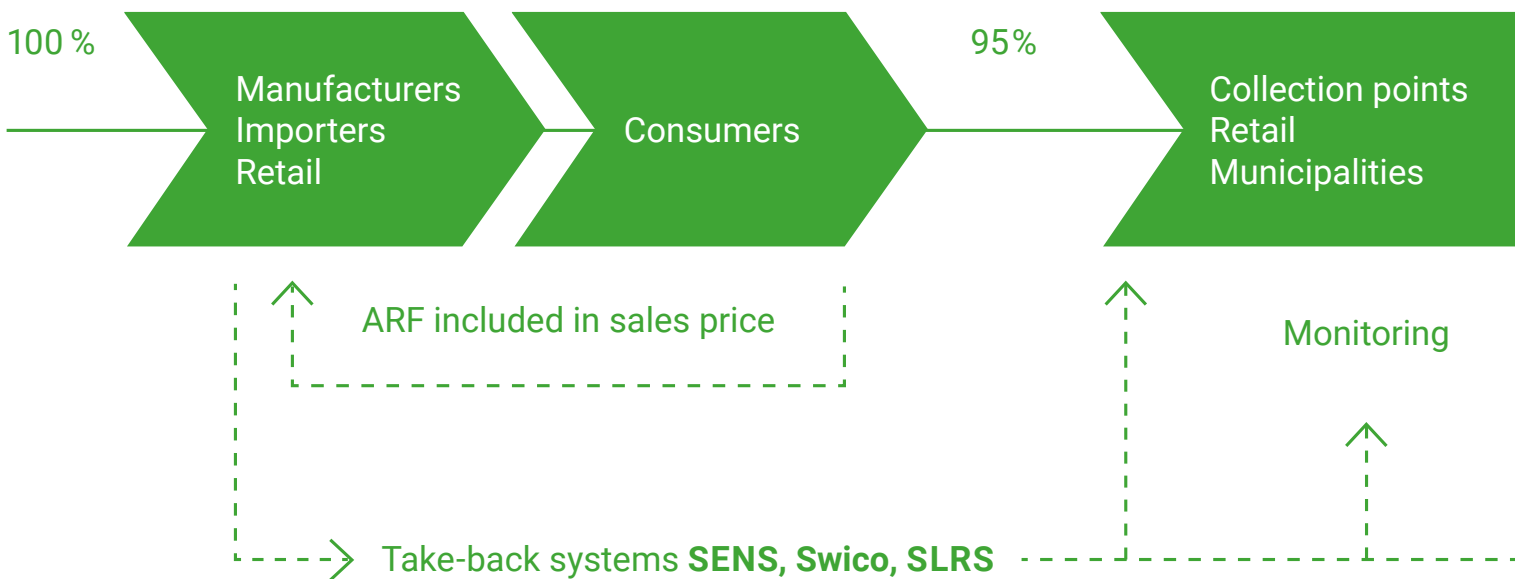 100 %
95%
Manufacturers
Importers
Retail
Consumers
Collection points
Retail
Municipalities
ARF included in sales price
Monitoring
Take-back systems SENS, Swico, SLRS